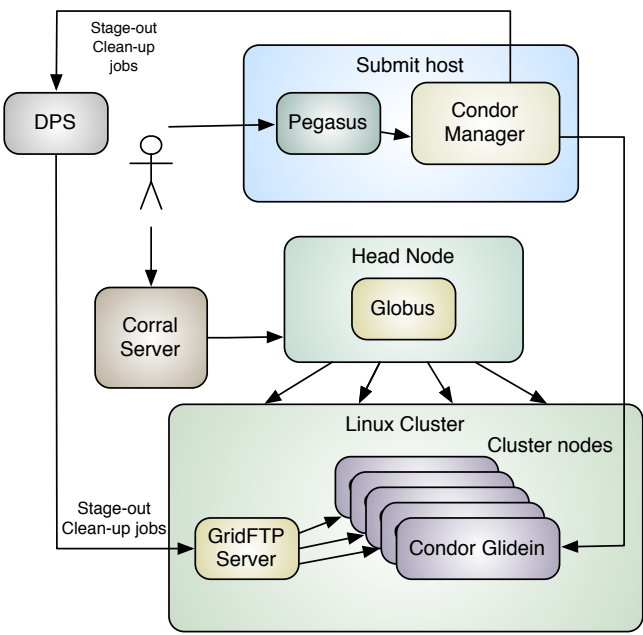 Stage-out
Clean-up
jobs
Submit host
DPS
Pegasus
Condor
Manager
Head Node
Globus
Corral
Server
Linux Cluster
Cluster nodes
Stage-out
Clean-up jobs
GridFTP
Server
Condor Glidein